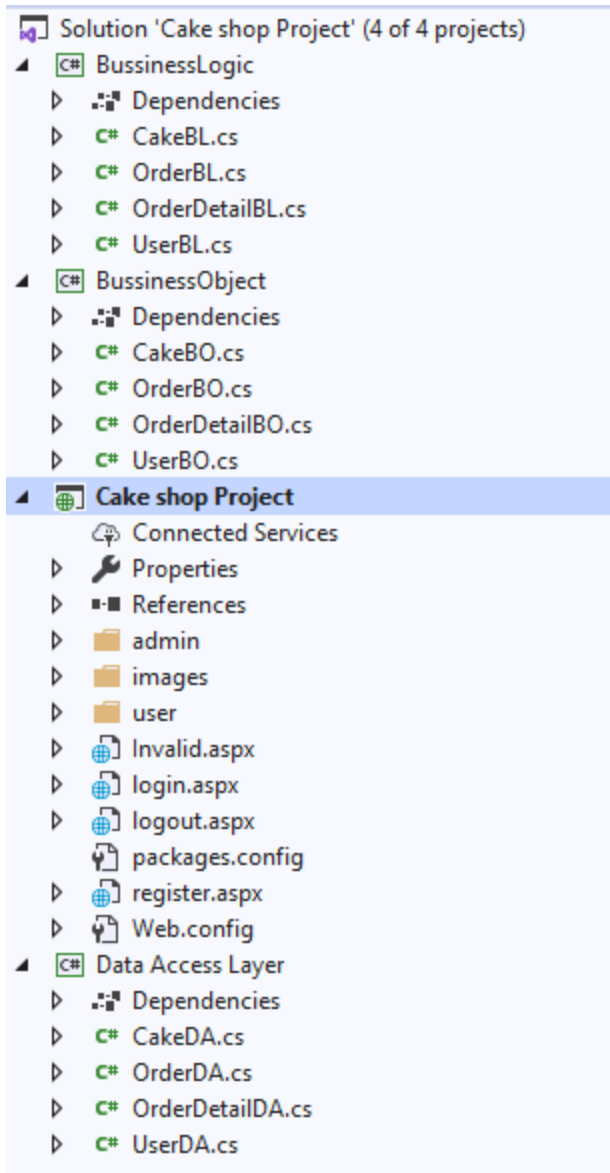 Solution 'Cake shop Project' (4 of 4 projects)
C# BussinessLogic
Dependencies
C# CakeBL.cs
C# OrderBL.cs
C# OrderDetailBL.cs
C# UserBL.cs
C# BussinessObject
Dependencies
C# CakeBO.cs
C# OrderBO.cs
C# OrderDetailBO.cs
C# UserBO.cs
Cake shop Project
Connected Services
Properties
References
admin
images
user
Invalid.aspx
login.aspx
logout.aspx
packages.config
register.aspx
Web.config
C# Data Access Layer
Dependencies
C# CakeDA.cs
C# OrderDA.cs
C# OrderDetailDA.cs
C# UserDA.cs